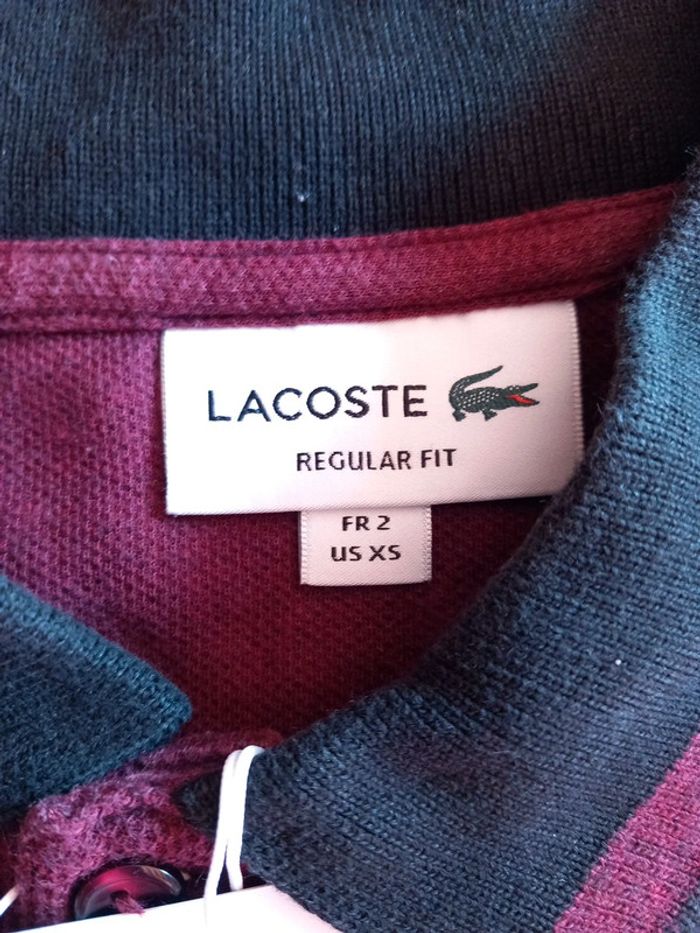 LACOSTE
REGULAR FIT
FR 2
US XS